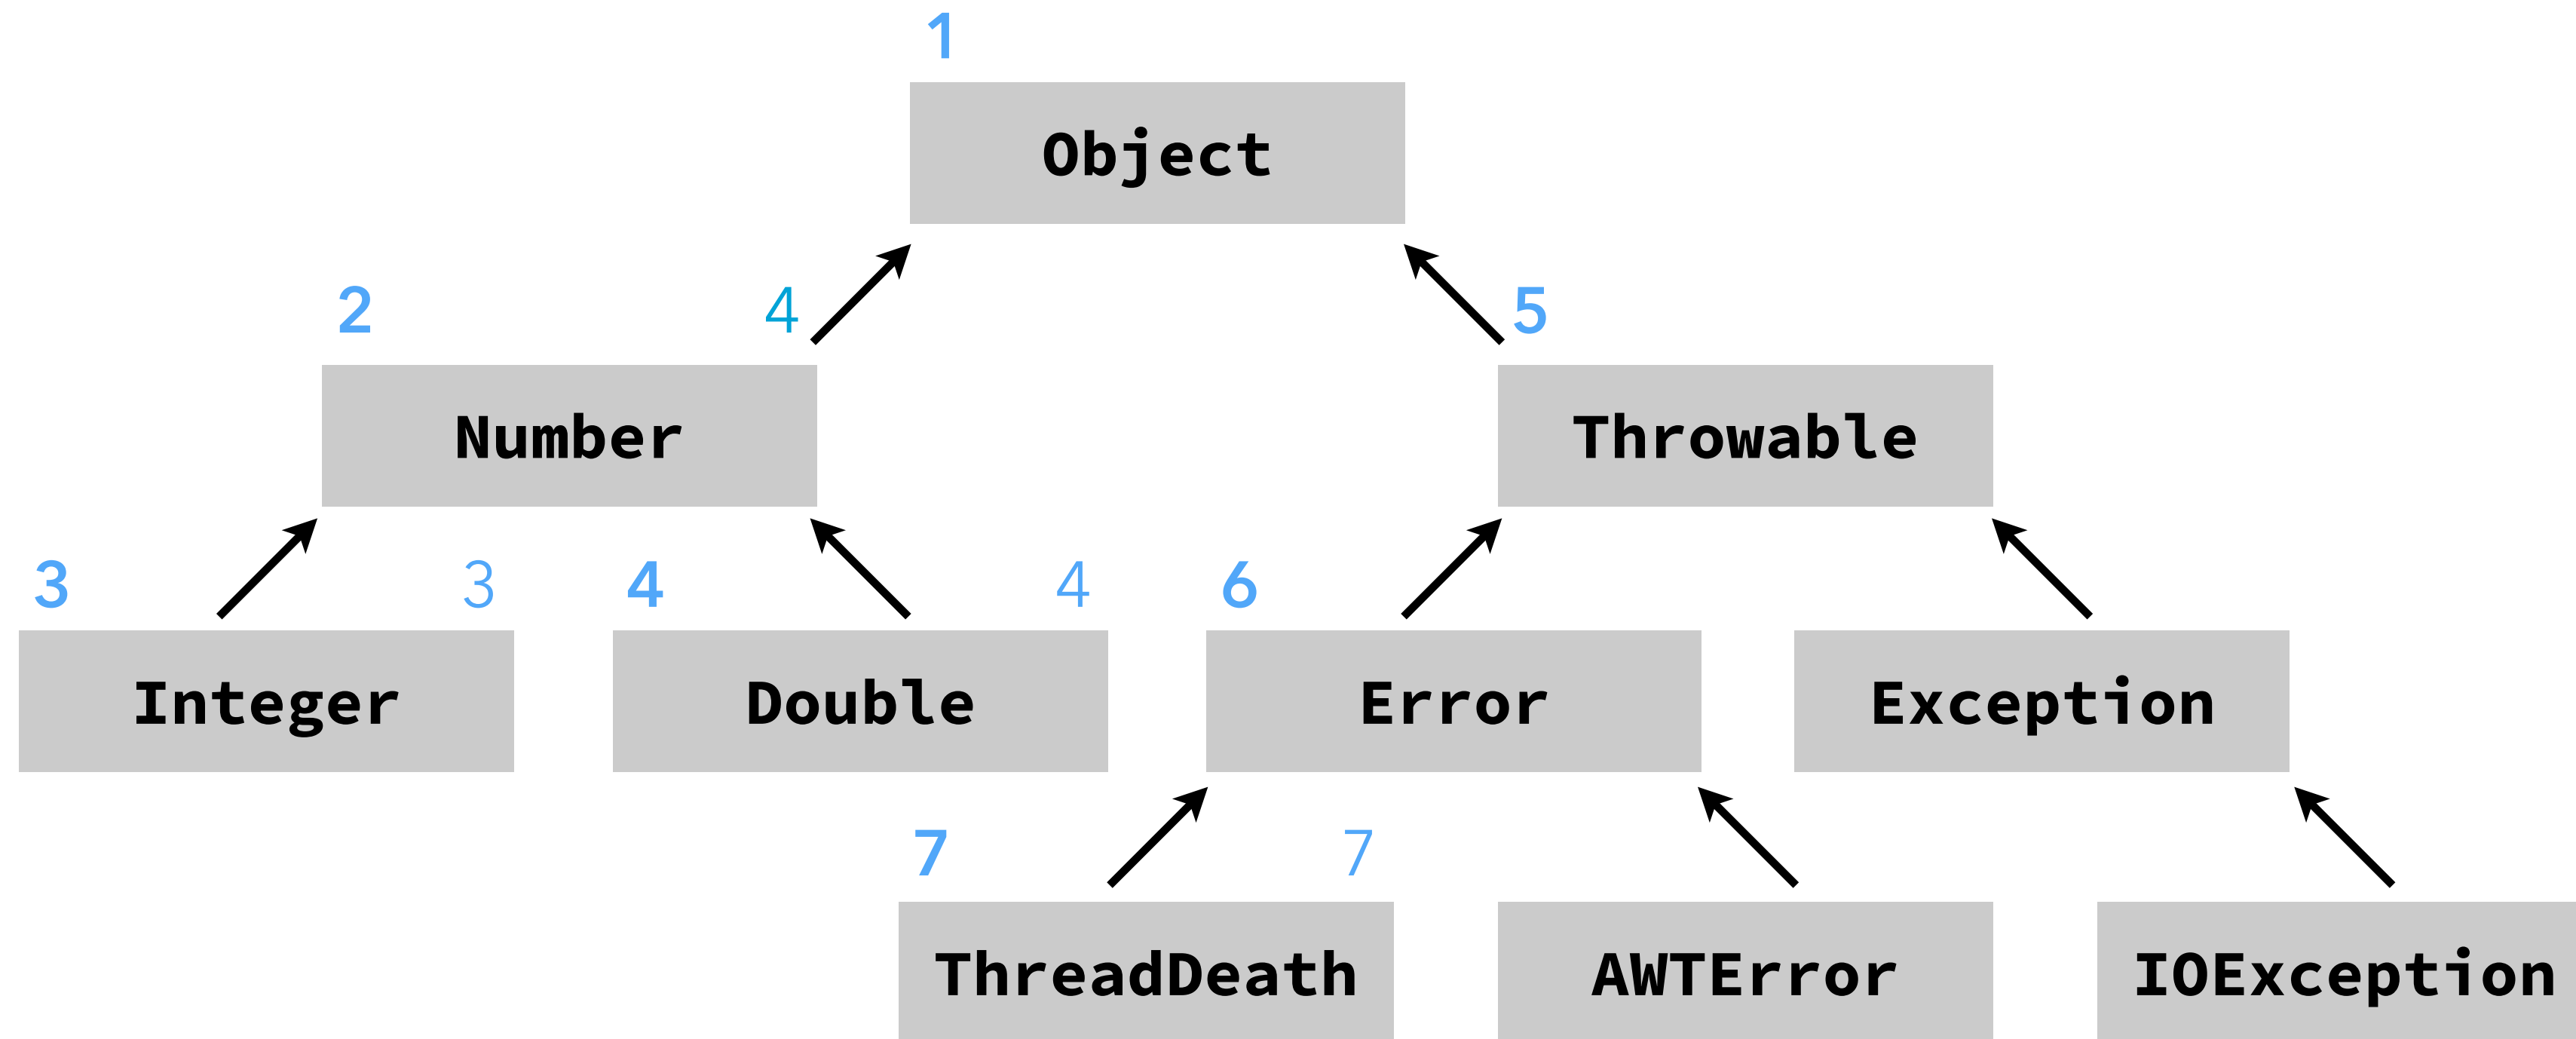 1
Object
2 4 5
Number Throwable
3 3 4 4 6
Integer Double Error Exception
7 7
ThreadDeath AWTError IOException